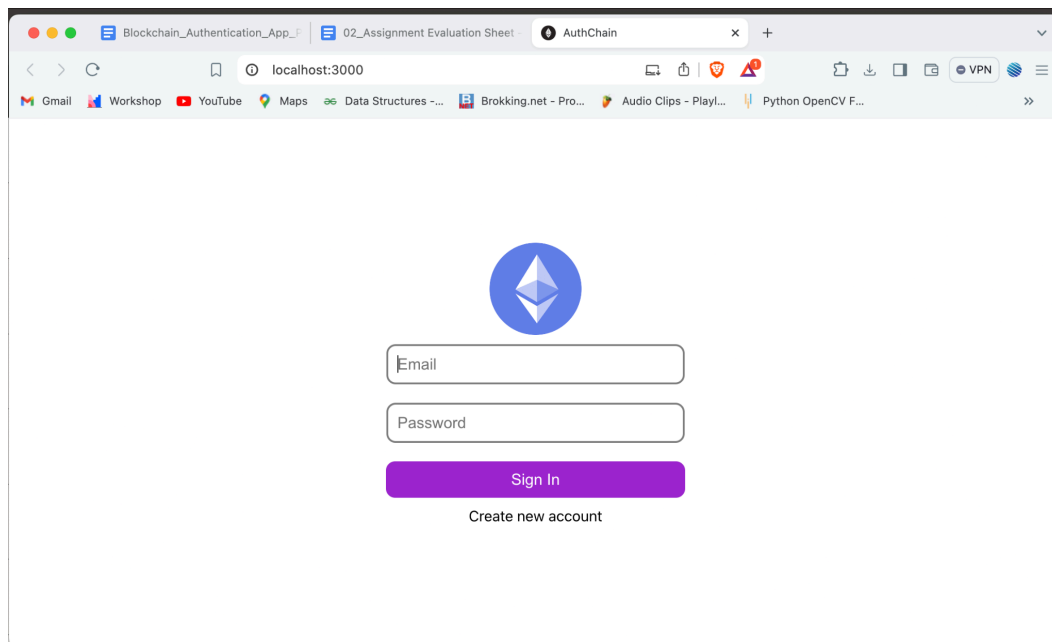 Blockchain_Authentication_App_
02_Assignment Evaluation Sheet
AuthChain
localhost:3000
1
VPN
Gmail
Workshop
YouTube
Maps
Data Structures -...
Brokking.net - Pro...
Audio Clips - Playl...
Python OpenCV F...
Email
Password
Sign In
Create new account